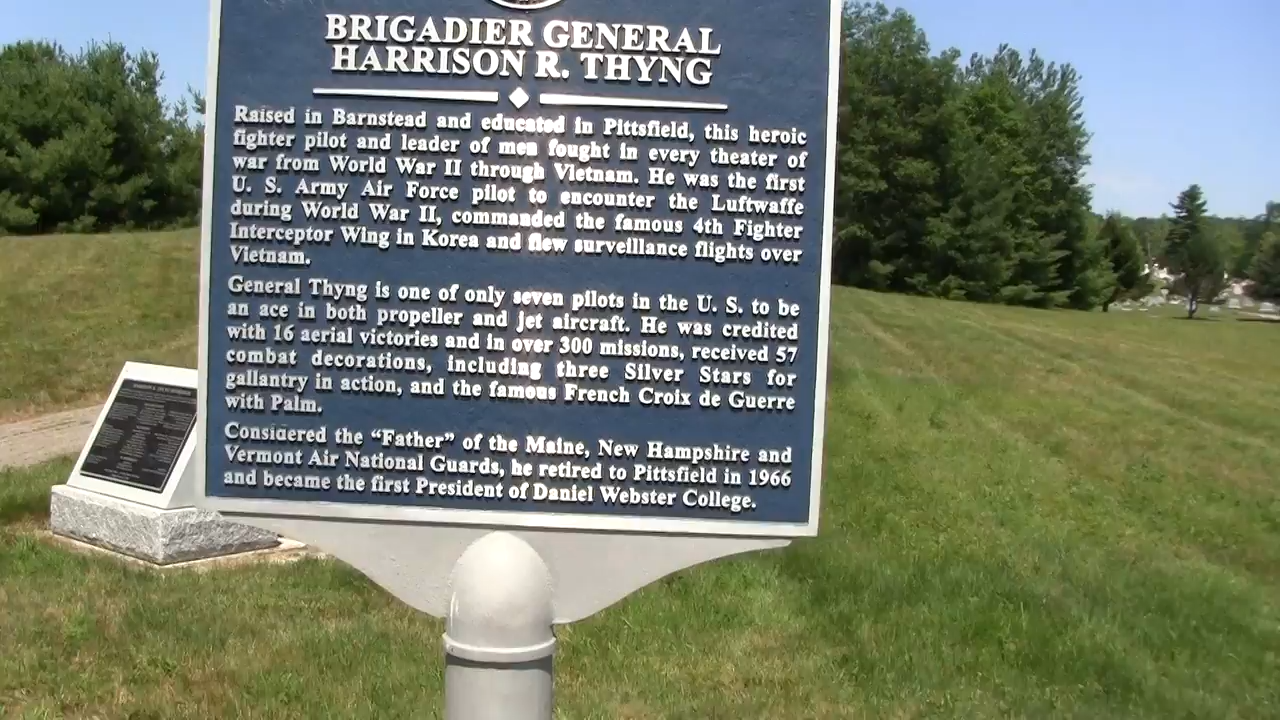 BRIGADIER GENERAL
HARRISON R. THYNG
Raised in Barnstead and educated in Pittsfield, this heroic
fighter pilot and leader of men fought in every theater of
war from World War II through Vietnam. He was the first
U. S. Army Air Force pilot to encounter the Luftwaffe
during World War II, commanded the famous 4th Fighter
Interceptor Wing in Korea and flew surveillance flights over
Vietnam.
General Thyng is one of only seven pilots in the U. S. to be
an ace in both propeller and jet aircraft. He was credited
with 16 aerial victories and in over 300 missions, received 57
combat decorations, including three Silver Stars for
gallantry in action, and the famous French Croix de Guerre
with Palm.
Considered the “Father” of the Maine, New Hampshire and
Vermont Air National Guards, he retired to Pittsfield in 1966
and became the first President of Daniel Webster College.